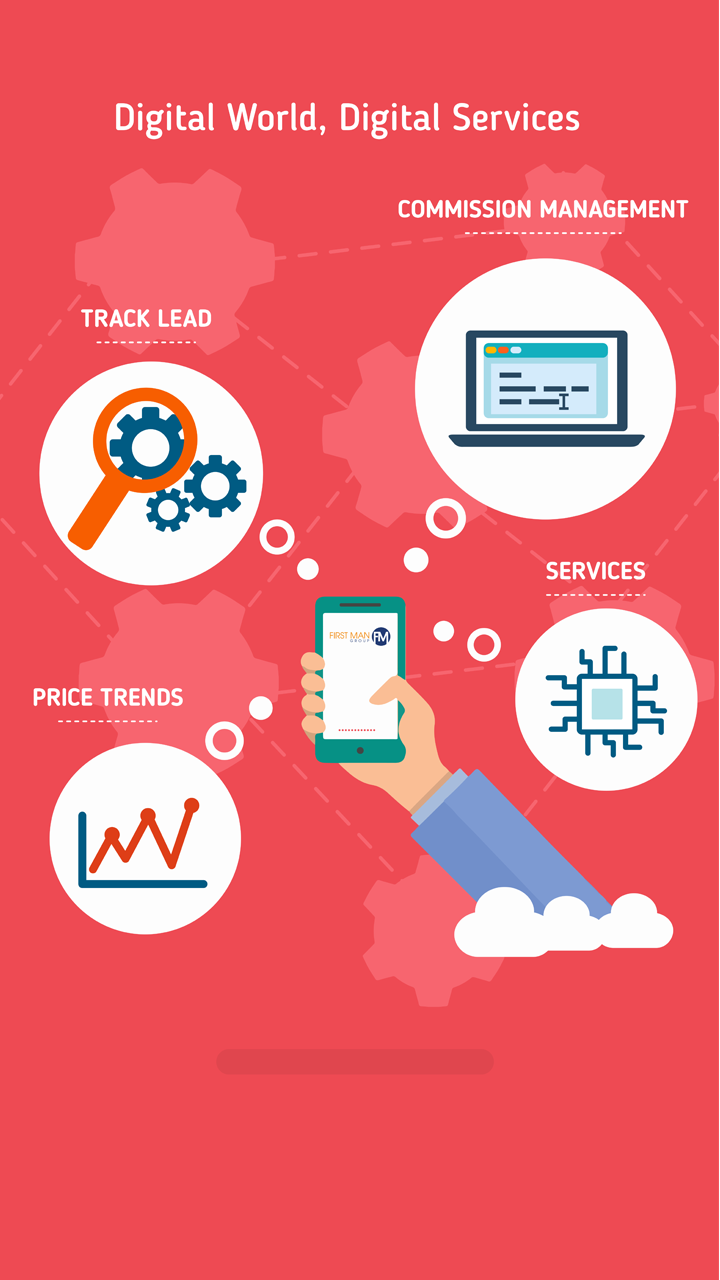 Digital World, Digital Services
COMMISSION MANAGEMENT
TRACK LEAD
SERVICES
FIRST MAN FM
GROUP
PRICE TRENDS